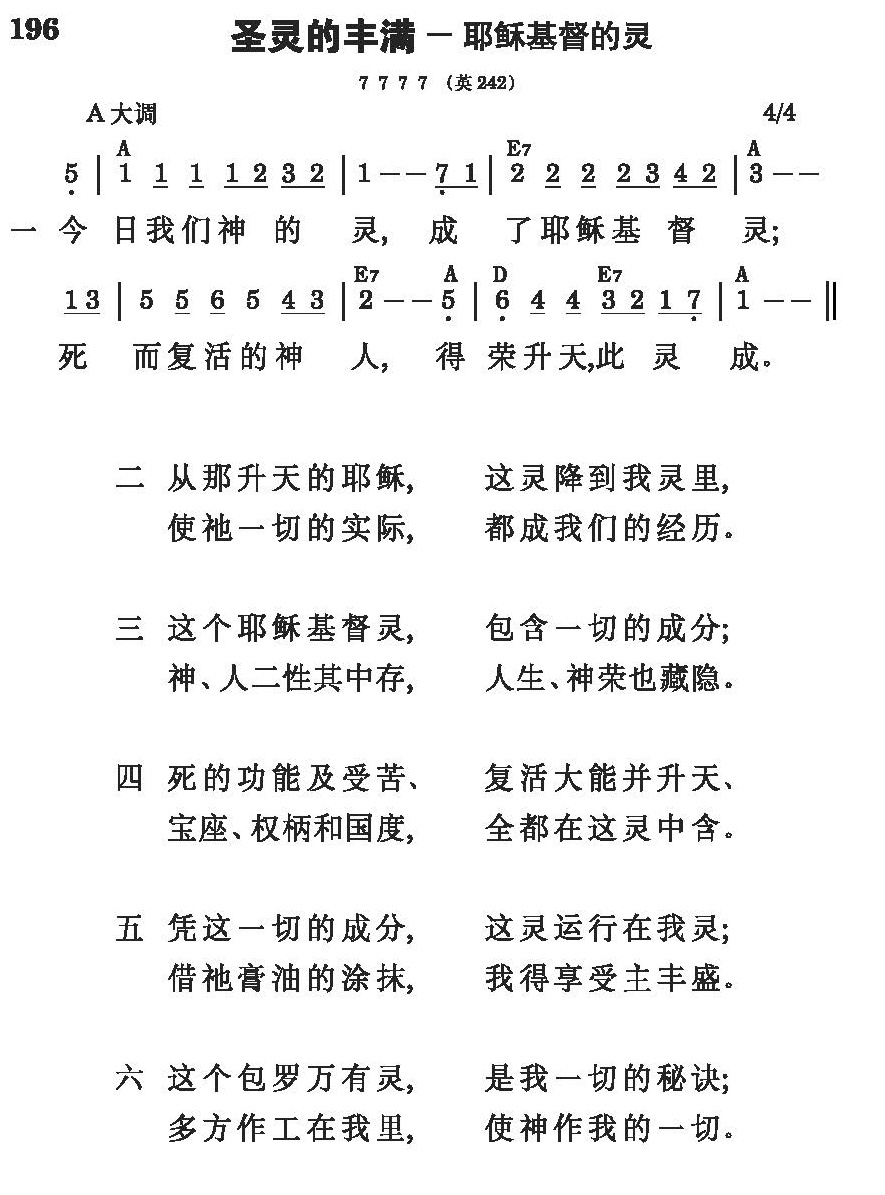 196
圣灵的丰满－耶稣基督的灵
7 7 7 7 (英242)
A大调 4/4
A E7 A
5 | 1 1 1 1 2 3 2 | 1 - - 7 1 | 2 2 2 2 3 4 2 | 3 - -
一 今 日我们神 的 灵, 成 了耶稣基 督 灵;
E7 A D E7 A
1 3 | 5 5 6 5 4 3 | 2 - - 5 | 6 4 4 3 2 1 7 | 1 - - ‖
死 而复活的神 人, 得 荣升天,此 灵 成。
二 从那升天的耶稣, 这灵降到我灵里,
使祂一切的实际, 都成我们的经历。
三 这个耶稣基督灵, 包含一切的成分;
神、人二性其中存, 人生、神荣也藏隐。
四 死的功能及受苦、 复活大能并升天、
宝座、权柄和国度, 全都在这灵中含。
五 凭这一切的成分, 这灵运行在我灵;
借祂膏油的涂抹, 我得享受主丰盛。
六 这个包罗万有灵, 是我一切的秘诀;
多方作工在我里, 使神作我的一切。